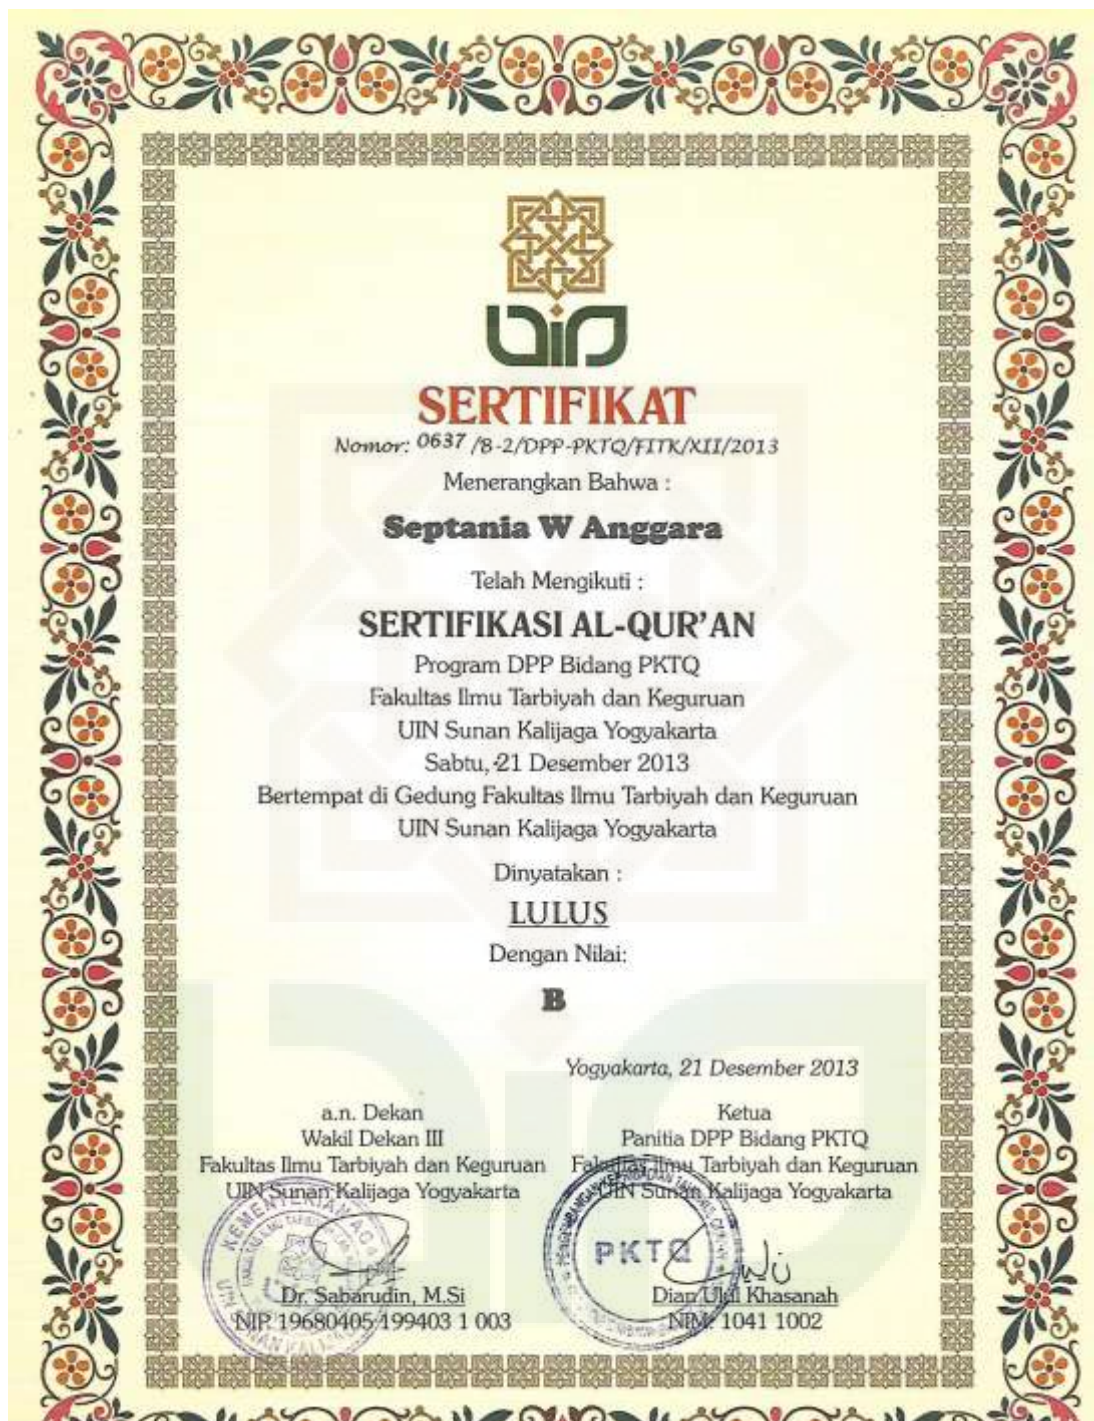 uin
SERTIFIKAT
Nomor: 0637 /B-2/DPP-PKTQ/FITK/XII/2013
Menerangkan Bahwa :
Septania W Anggara
Telah Mengikuti :
SERTIFIKASI AL-QUR'AN
Program DPP Bidang PKTQ
Fakultas Ilmu Tarbiyah dan Keguruan
UIN Sunan Kalijaga Yogyakarta
Sabtu, 21 Desember 2013
Bertempat di Gedung Fakultas Ilmu Tarbiyah dan Keguruan
UIN Sunan Kalijaga Yogyakarta
Dinyatakan :
LULUS
Dengan Nilai:
B
Yogyakarta, 21 Desember 2013
a.n. Dekan
Wakil Dekan III
Fakultas Ilmu Tarbiyah dan Keguruan
UIN Sunan Kalijaga Yogyakarta
KEMENTERIAN
Dr. Sabarudin, M.Si
NIP. 19680405 199403 1 003
Ketua
Panitia DPP Bidang PKTQ
Fakultas Ilmu Tarbiyah dan Keguruan
UIN Sunan Kalijaga Yogyakarta
PKTQ
Dian Ukil Khasanah
NIM: 1041 1002